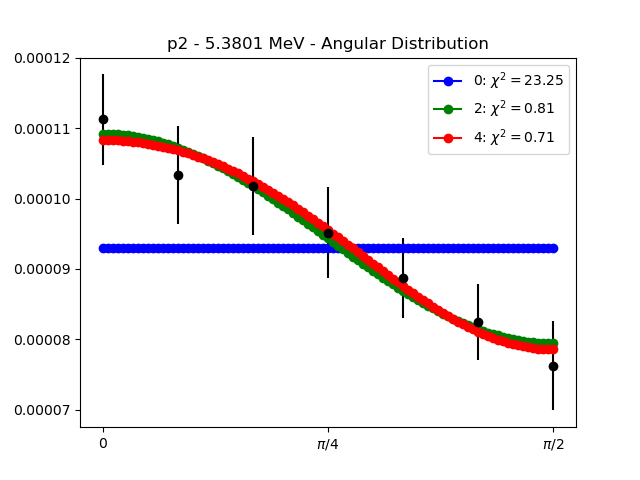 p2 - 5.3801 MeV - Angular Distribution
0.00012
0.00011
0.00010
0.00009
0.00008
0.00007
0: χ² = 23.25
2: χ² = 0.81
4: χ² = 0.71
0
π/4
π/2